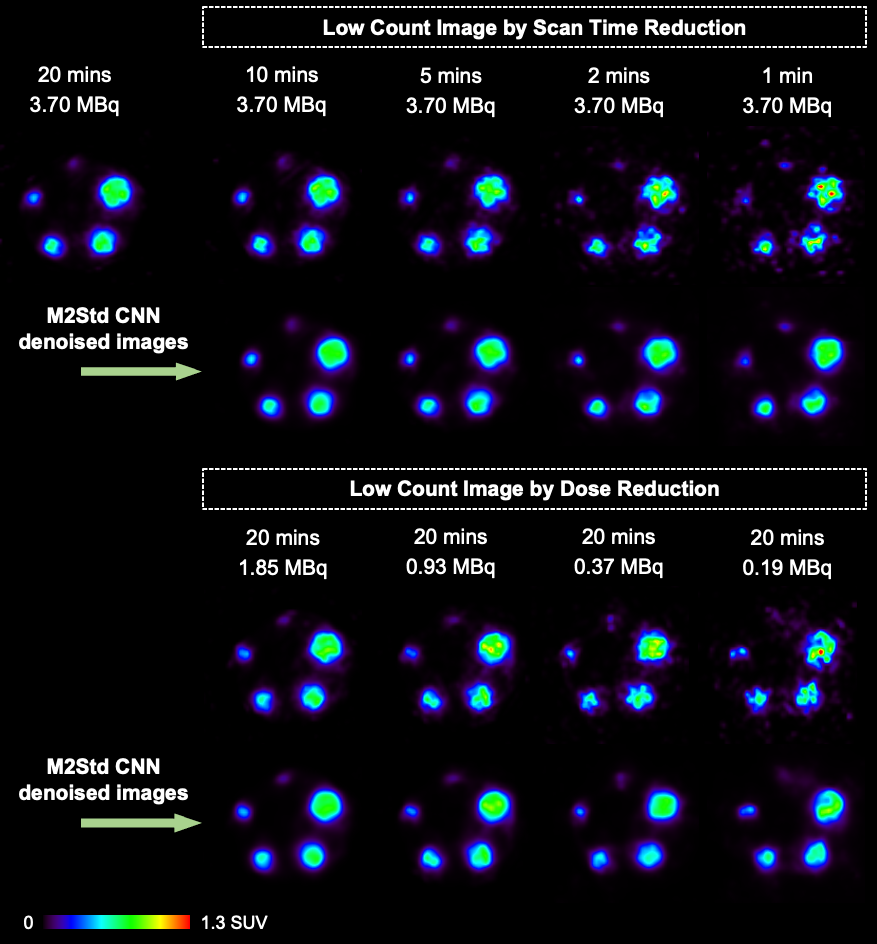 Low Count Image by Scan Time Reduction
20 mins 10 mins 5 mins 2 mins 1 min
3.70 MBq 3.70 MBq 3.70 MBq 3.70 MBq 3.70 MBq
M2Std CNN
denoised images
Low Count Image by Dose Reduction
20 mins 20 mins 20 mins 20 mins
1.85 MBq 0.93 MBq 0.37 MBq 0.19 MBq
M2Std CNN
denoised images
0 1.3 SUV